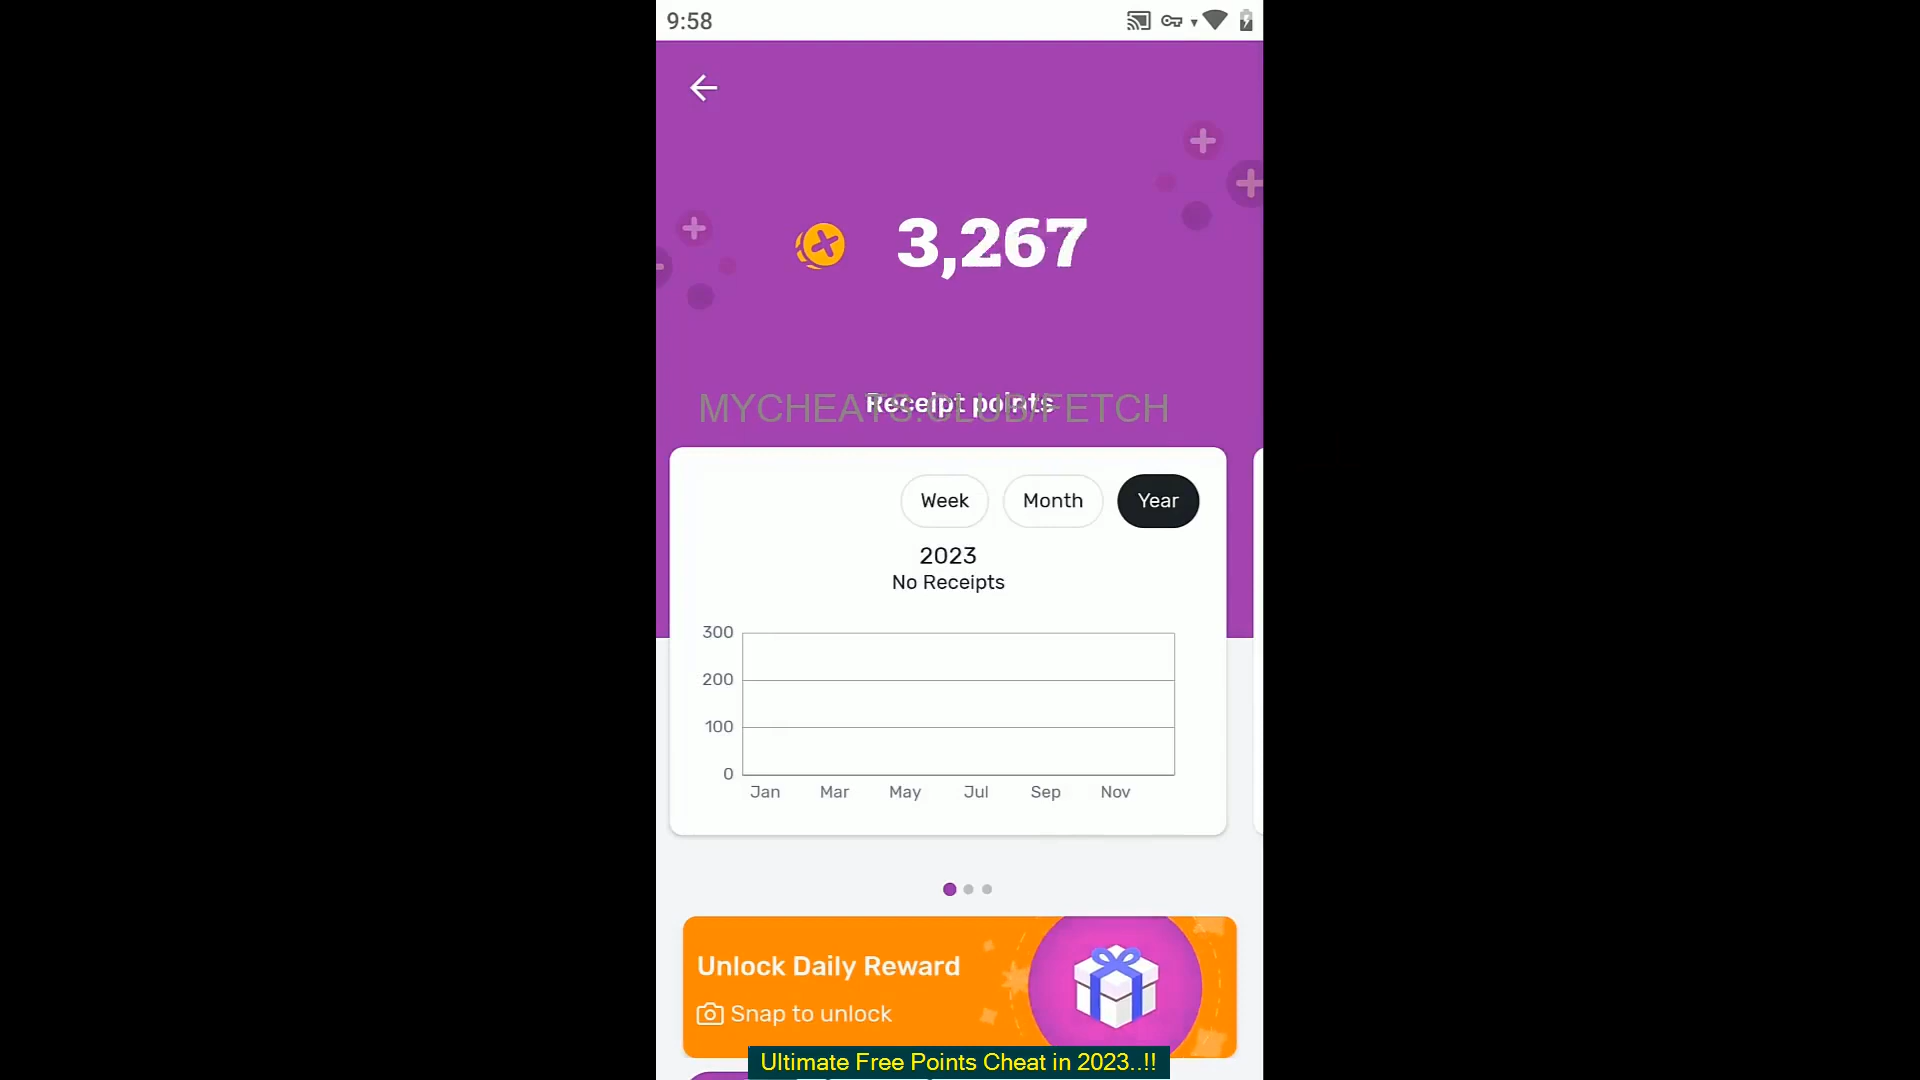 9:58
3,267
Receipt points
MYCHEATS.CLUB/FETCH
Week Month Year
2023
No Receipts
300
200
100
0
Jan Mar May Jul Sep Nov
Unlock Daily Reward
Snap to unlock
Ultimate Free Points Cheat in 2023..!!